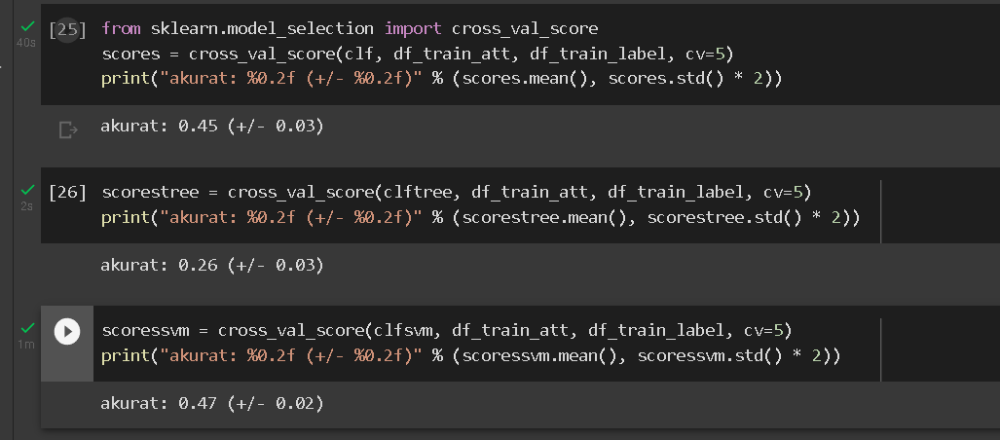 [25] from sklearn.model_selection import cross_val_score
40s
scores = cross_val_score(clf, df_train_att, df_train_label, cv=5)
print("akurat: %0.2f (+/- %0.2f)" % (scores.mean(), scores.std() * 2))
akurat: 0.45 (+/- 0.03)
[26] scorestree = cross_val_score(clftree, df_train_att, df_train_label, cv=5)
2s
print("akurat: %0.2f (+/- %0.2f)" % (scorestree.mean(), scorestree.std() * 2))
akurat: 0.26 (+/- 0.03)
scoressvm = cross_val_score(clfsvm, df_train_att, df_train_label, cv=5)
1m
print("akurat: %0.2f (+/- %0.2f)" % (scoressvm.mean(), scoressvm.std() * 2))
akurat: 0.47 (+/- 0.02)